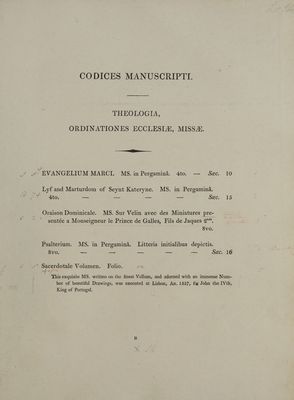 CODICES MANUSCRIPTI.
THEOLOGIA,
ORDINATIONES ECCLESIÆ, MISSÆ.
EVANGELIUM MARCI. MS. in Pergaminâ. 4to. — Sec. 10
Lyf and Marturdom of Seynt Kateryne. MS. in Pergaminâ.
4to. — — — — Sec. 15
Oraison Dominicale. MS. Sur Velin avec des Miniatures pre-
sentée a Monseigneur le Prince de Galles, Fils de Jaques 2me.
8vo.
Psalterium. MS. in Pergaminâ. Litteris initialibus depictis.
8vo. — — — — Sec. 16
Sacerdotale Volumen. Folio.
This exquisite MS. written on the finest Vellum, and adorned with an immense Num-
ber of beautiful Drawings, was executed at Lisbon, An. 1557, for John the IVth,
King of Portugal.
B